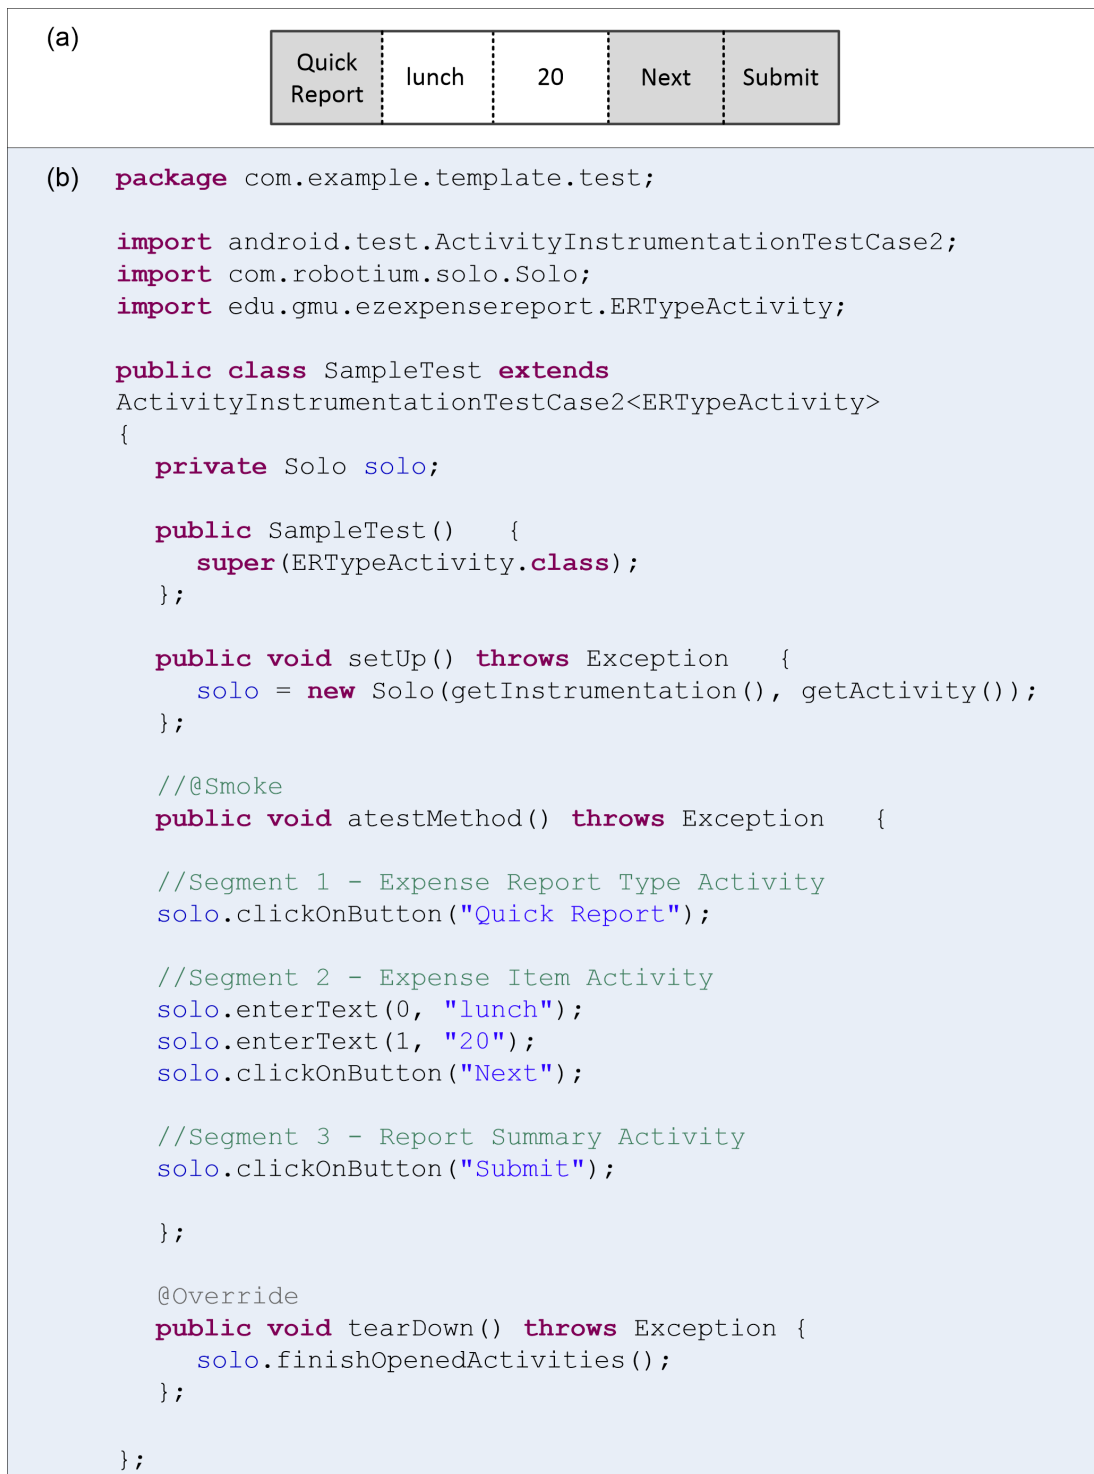 (a)
Quick
Report
lunch
20
Next
Submit
(b)
package com.example.template.test;
import android.test.ActivityInstrumentationTestCase2;
import com.robotium.solo.Solo;
import edu.gmu.ezexpensereport.ERTypeActivity;
public class SampleTest extends
ActivityInstrumentationTestCase2<ERTypeActivity>
{
private Solo solo;
public SampleTest() {
super(ERTypeActivity.class);
};
public void setUp() throws Exception {
solo = new Solo(getInstrumentation(), getActivity());
};
//@Smoke
public void atestMethod() throws Exception {
//Segment 1 - Expense Report Type Activity
solo.clickOnButton("Quick Report");
//Segment 2 - Expense Item Activity
solo.enterText(0, "lunch");
solo.enterText(1, "20");
solo.clickOnButton("Next");
//Segment 3 - Report Summary Activity
solo.clickOnButton("Submit");
};
@Override
public void tearDown() throws Exception {
solo.finishOpenedActivities();
};
};